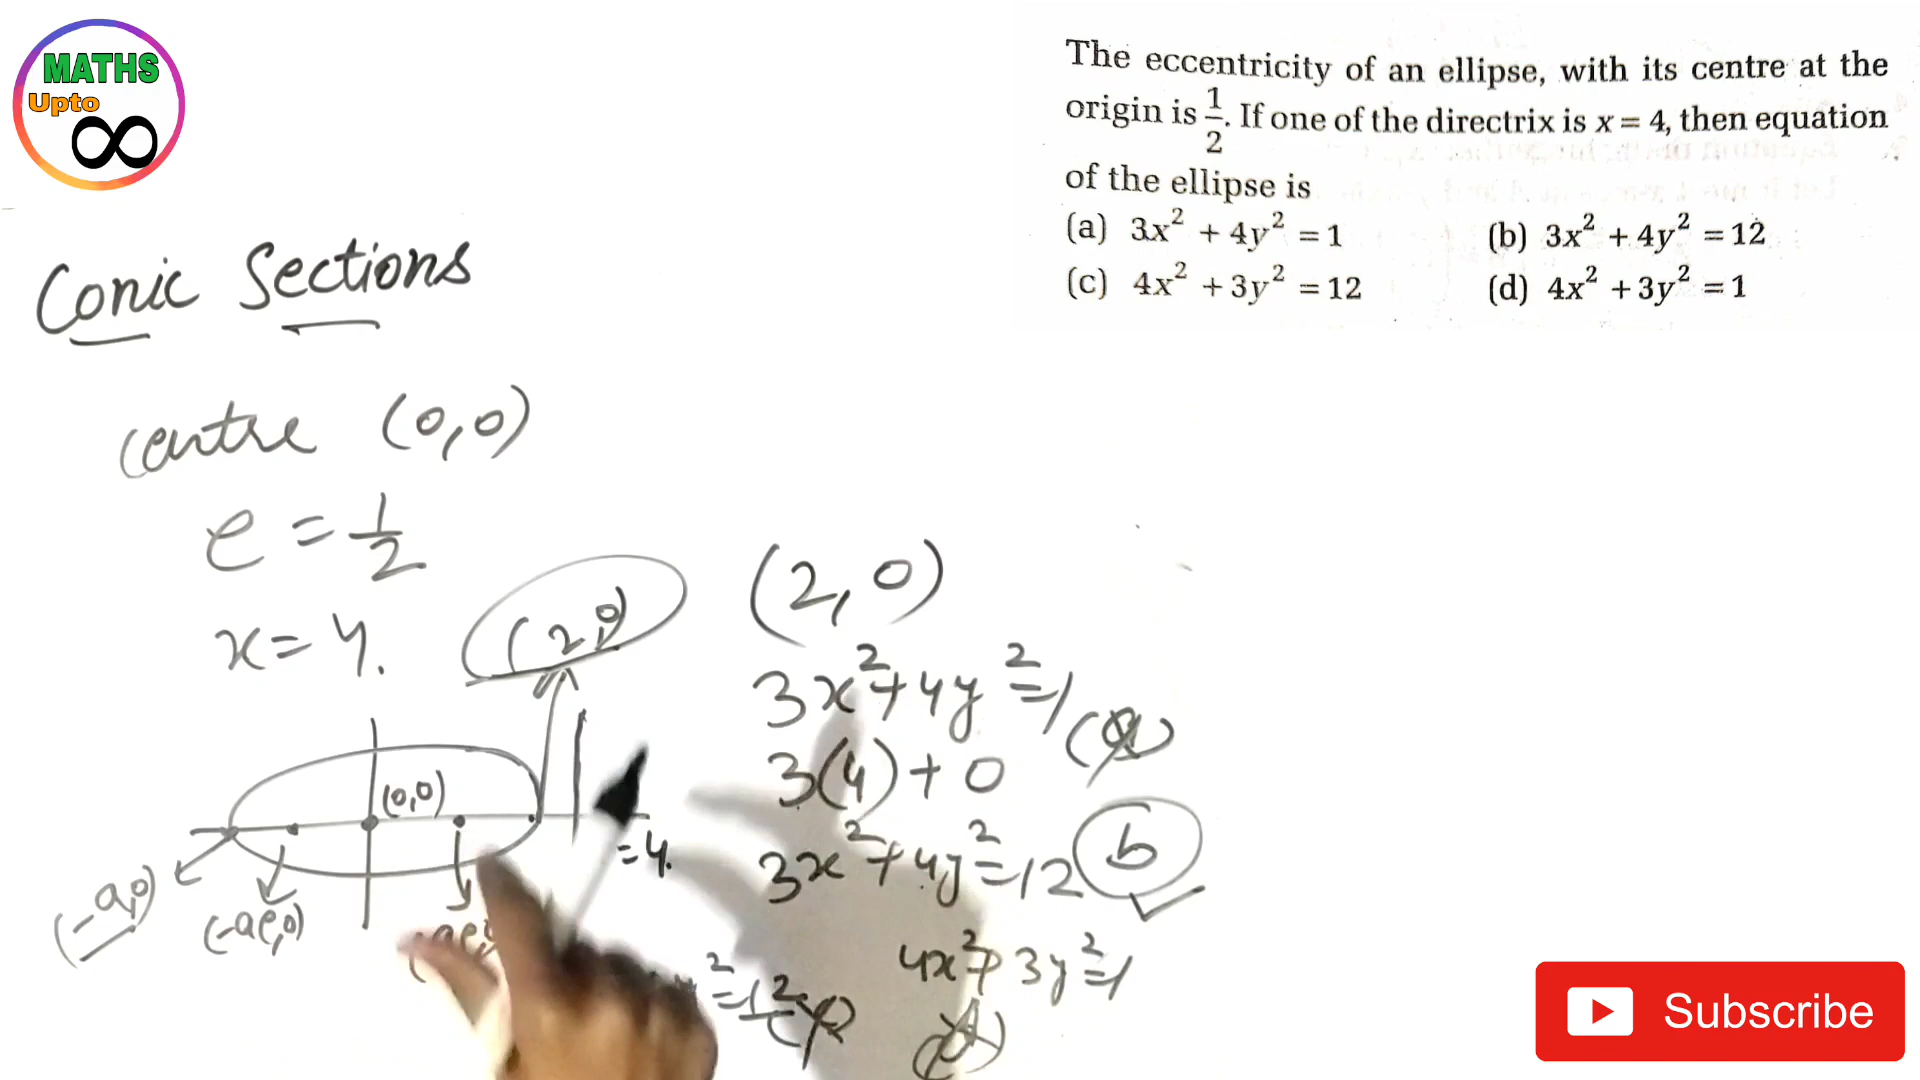 MATHS
Upto
∞
The eccentricity of an ellipse, with its centre at the
origin is 1/2. If one of the directrix is x = 4, then equation
of the ellipse is
(a) 3x² + 4y² = 1 (b) 3x² + 4y² = 12
(c) 4x² + 3y² = 12 (d) 4x² + 3y² = 1
Conic Sections
centre (0,0)
e = 1/2
x = 4.
(2,0)
(0,0)
= 4.
(-a,0)
(-ae,0)
(2,0)
3x² + 4y² = 1 (a)
3(4) + 0
3x² + 4y² = 12 b
4x² + 3y² = 1
(d)
Subscribe